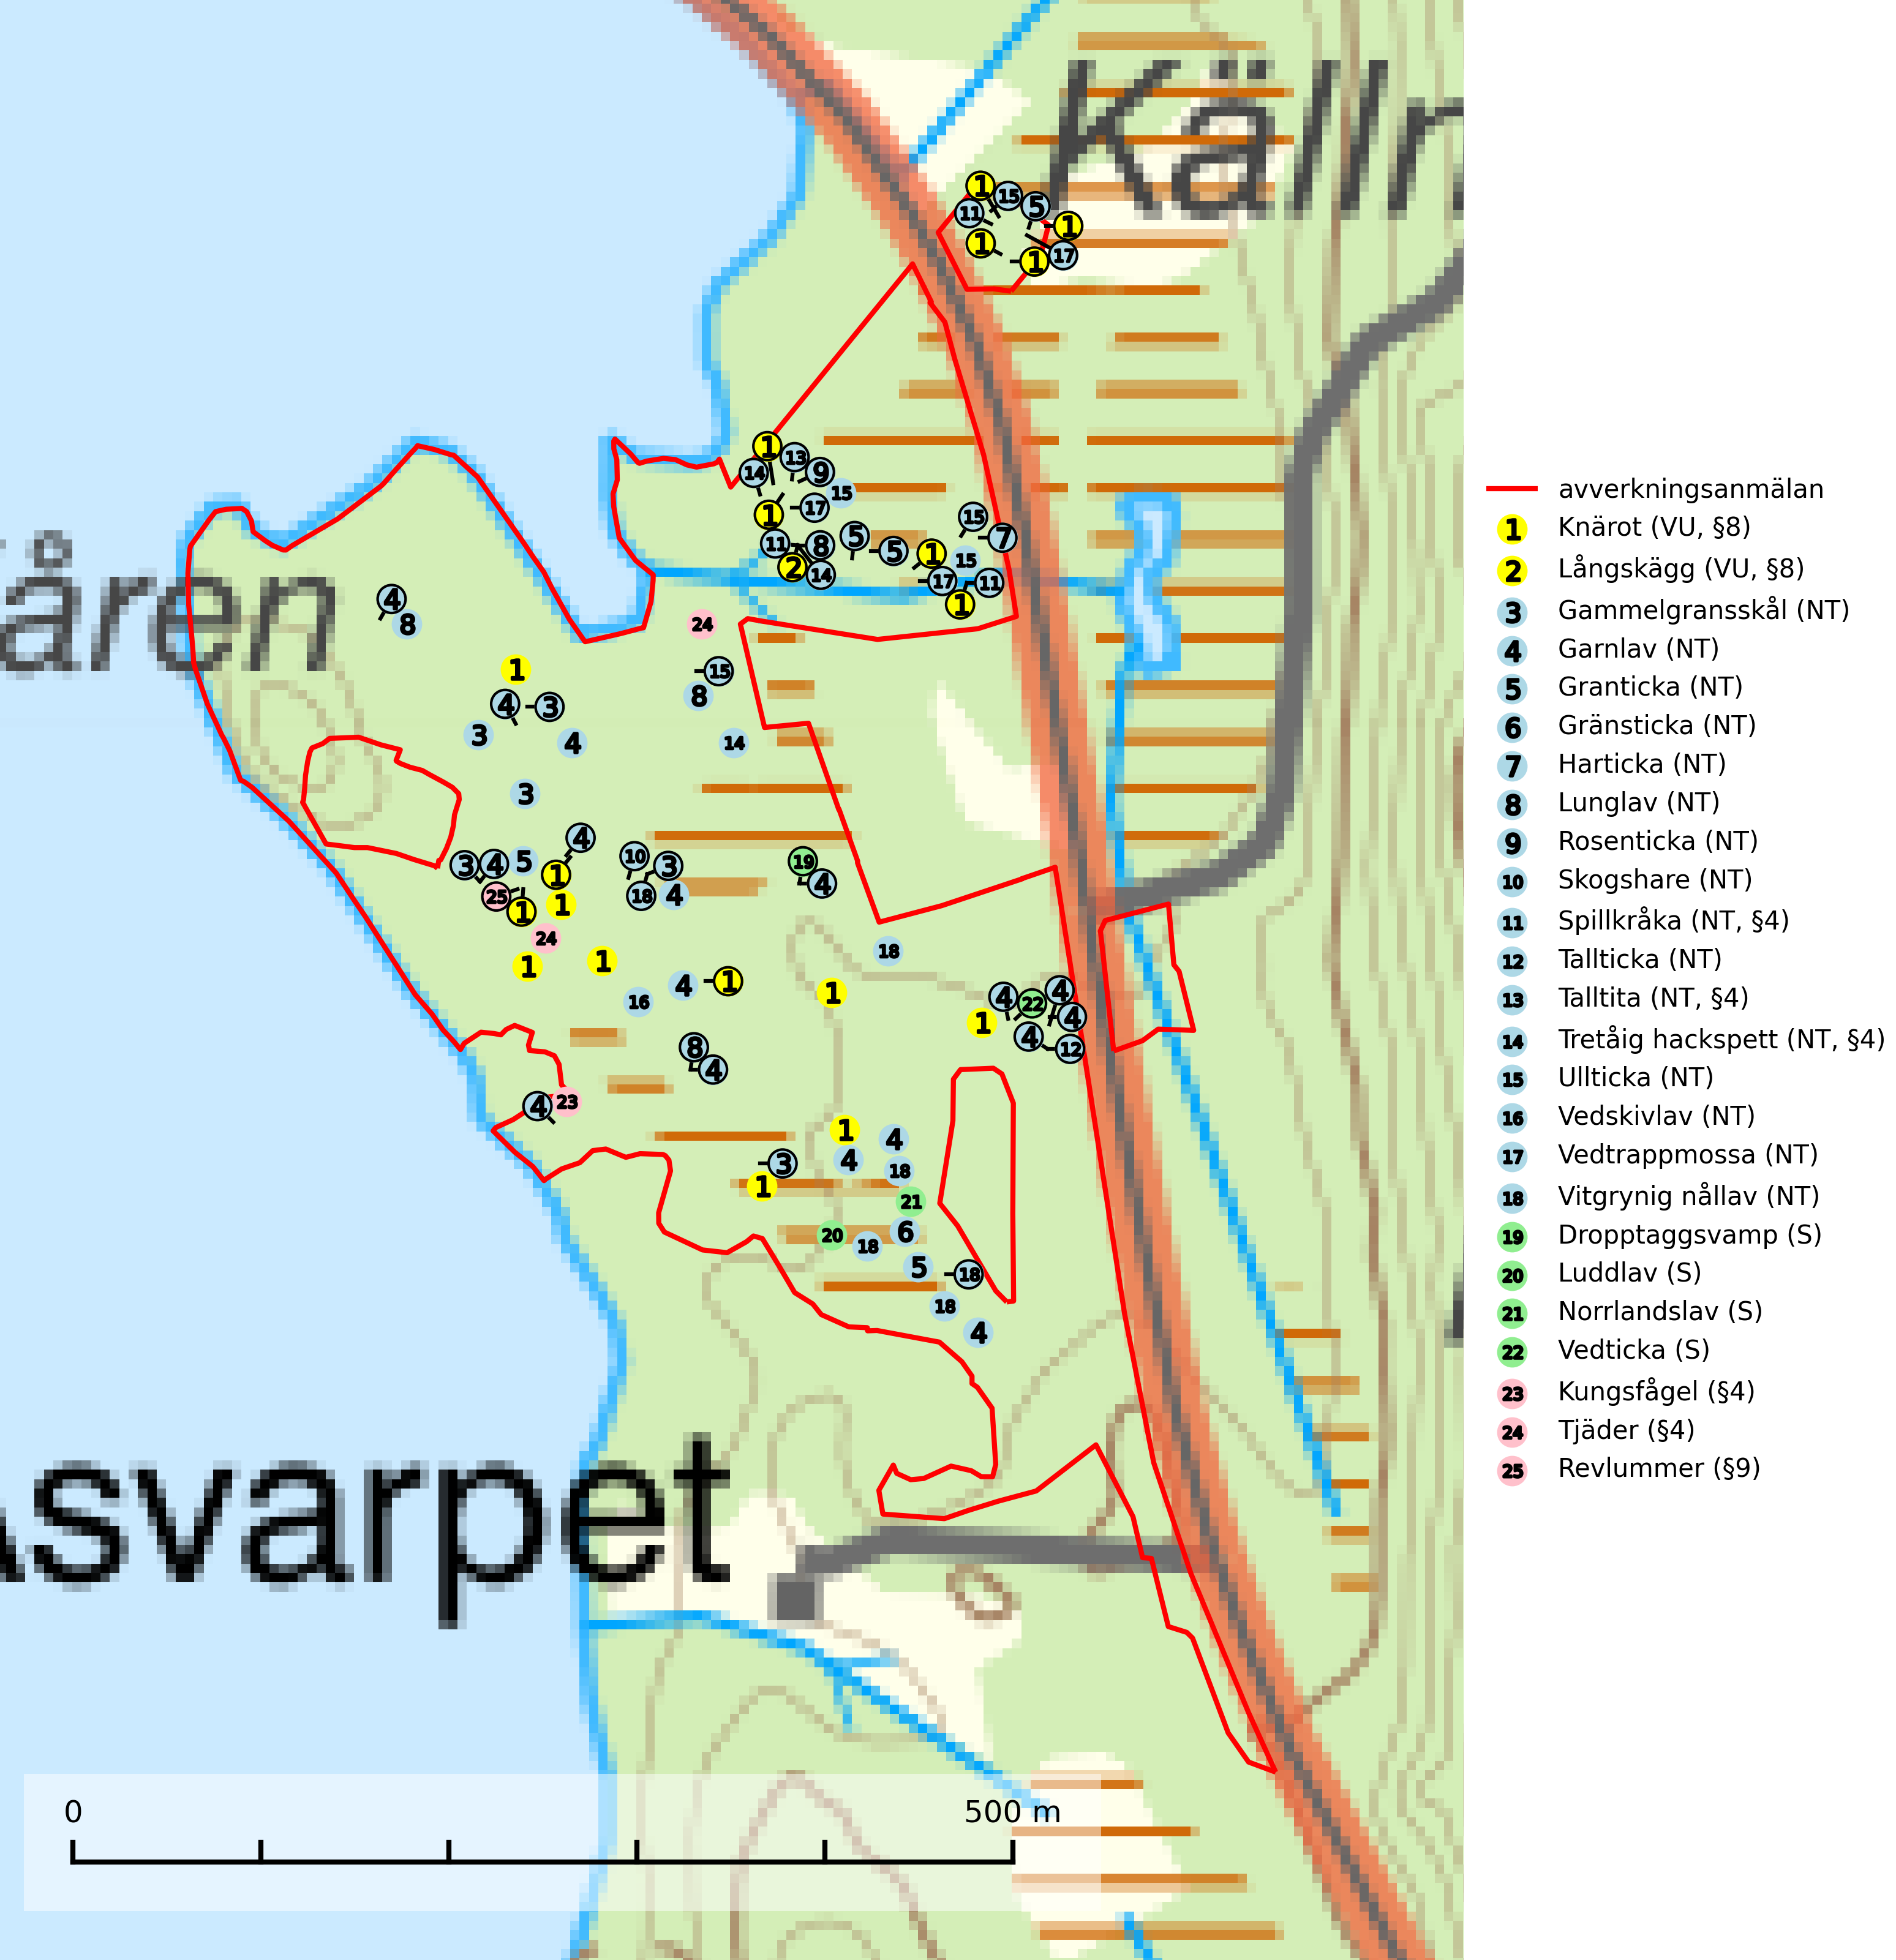 Källr
åren
svarpet
0 500 m
avverkningsanmälan
1 Knärot (VU, §8)
2 Långskägg (VU, §8)
3 Gammelgransskål (NT)
4 Garnlav (NT)
5 Granticka (NT)
6 Gränsticka (NT)
7 Harticka (NT)
8 Lunglav (NT)
9 Rosenticka (NT)
10 Skogshare (NT)
11 Spillkråka (NT, §4)
12 Tallticka (NT)
13 Talltita (NT, §4)
14 Tretåig hackspett (NT, §4)
15 Ullticka (NT)
16 Vedskivlav (NT)
17 Vedtrappmossa (NT)
18 Vitgrynig nållav (NT)
19 Dropptaggsvamp (S)
20 Luddlav (S)
21 Norrlandslav (S)
22 Vedticka (S)
23 Kungsfågel (§4)
24 Tjäder (§4)
25 Revlummer (§9)